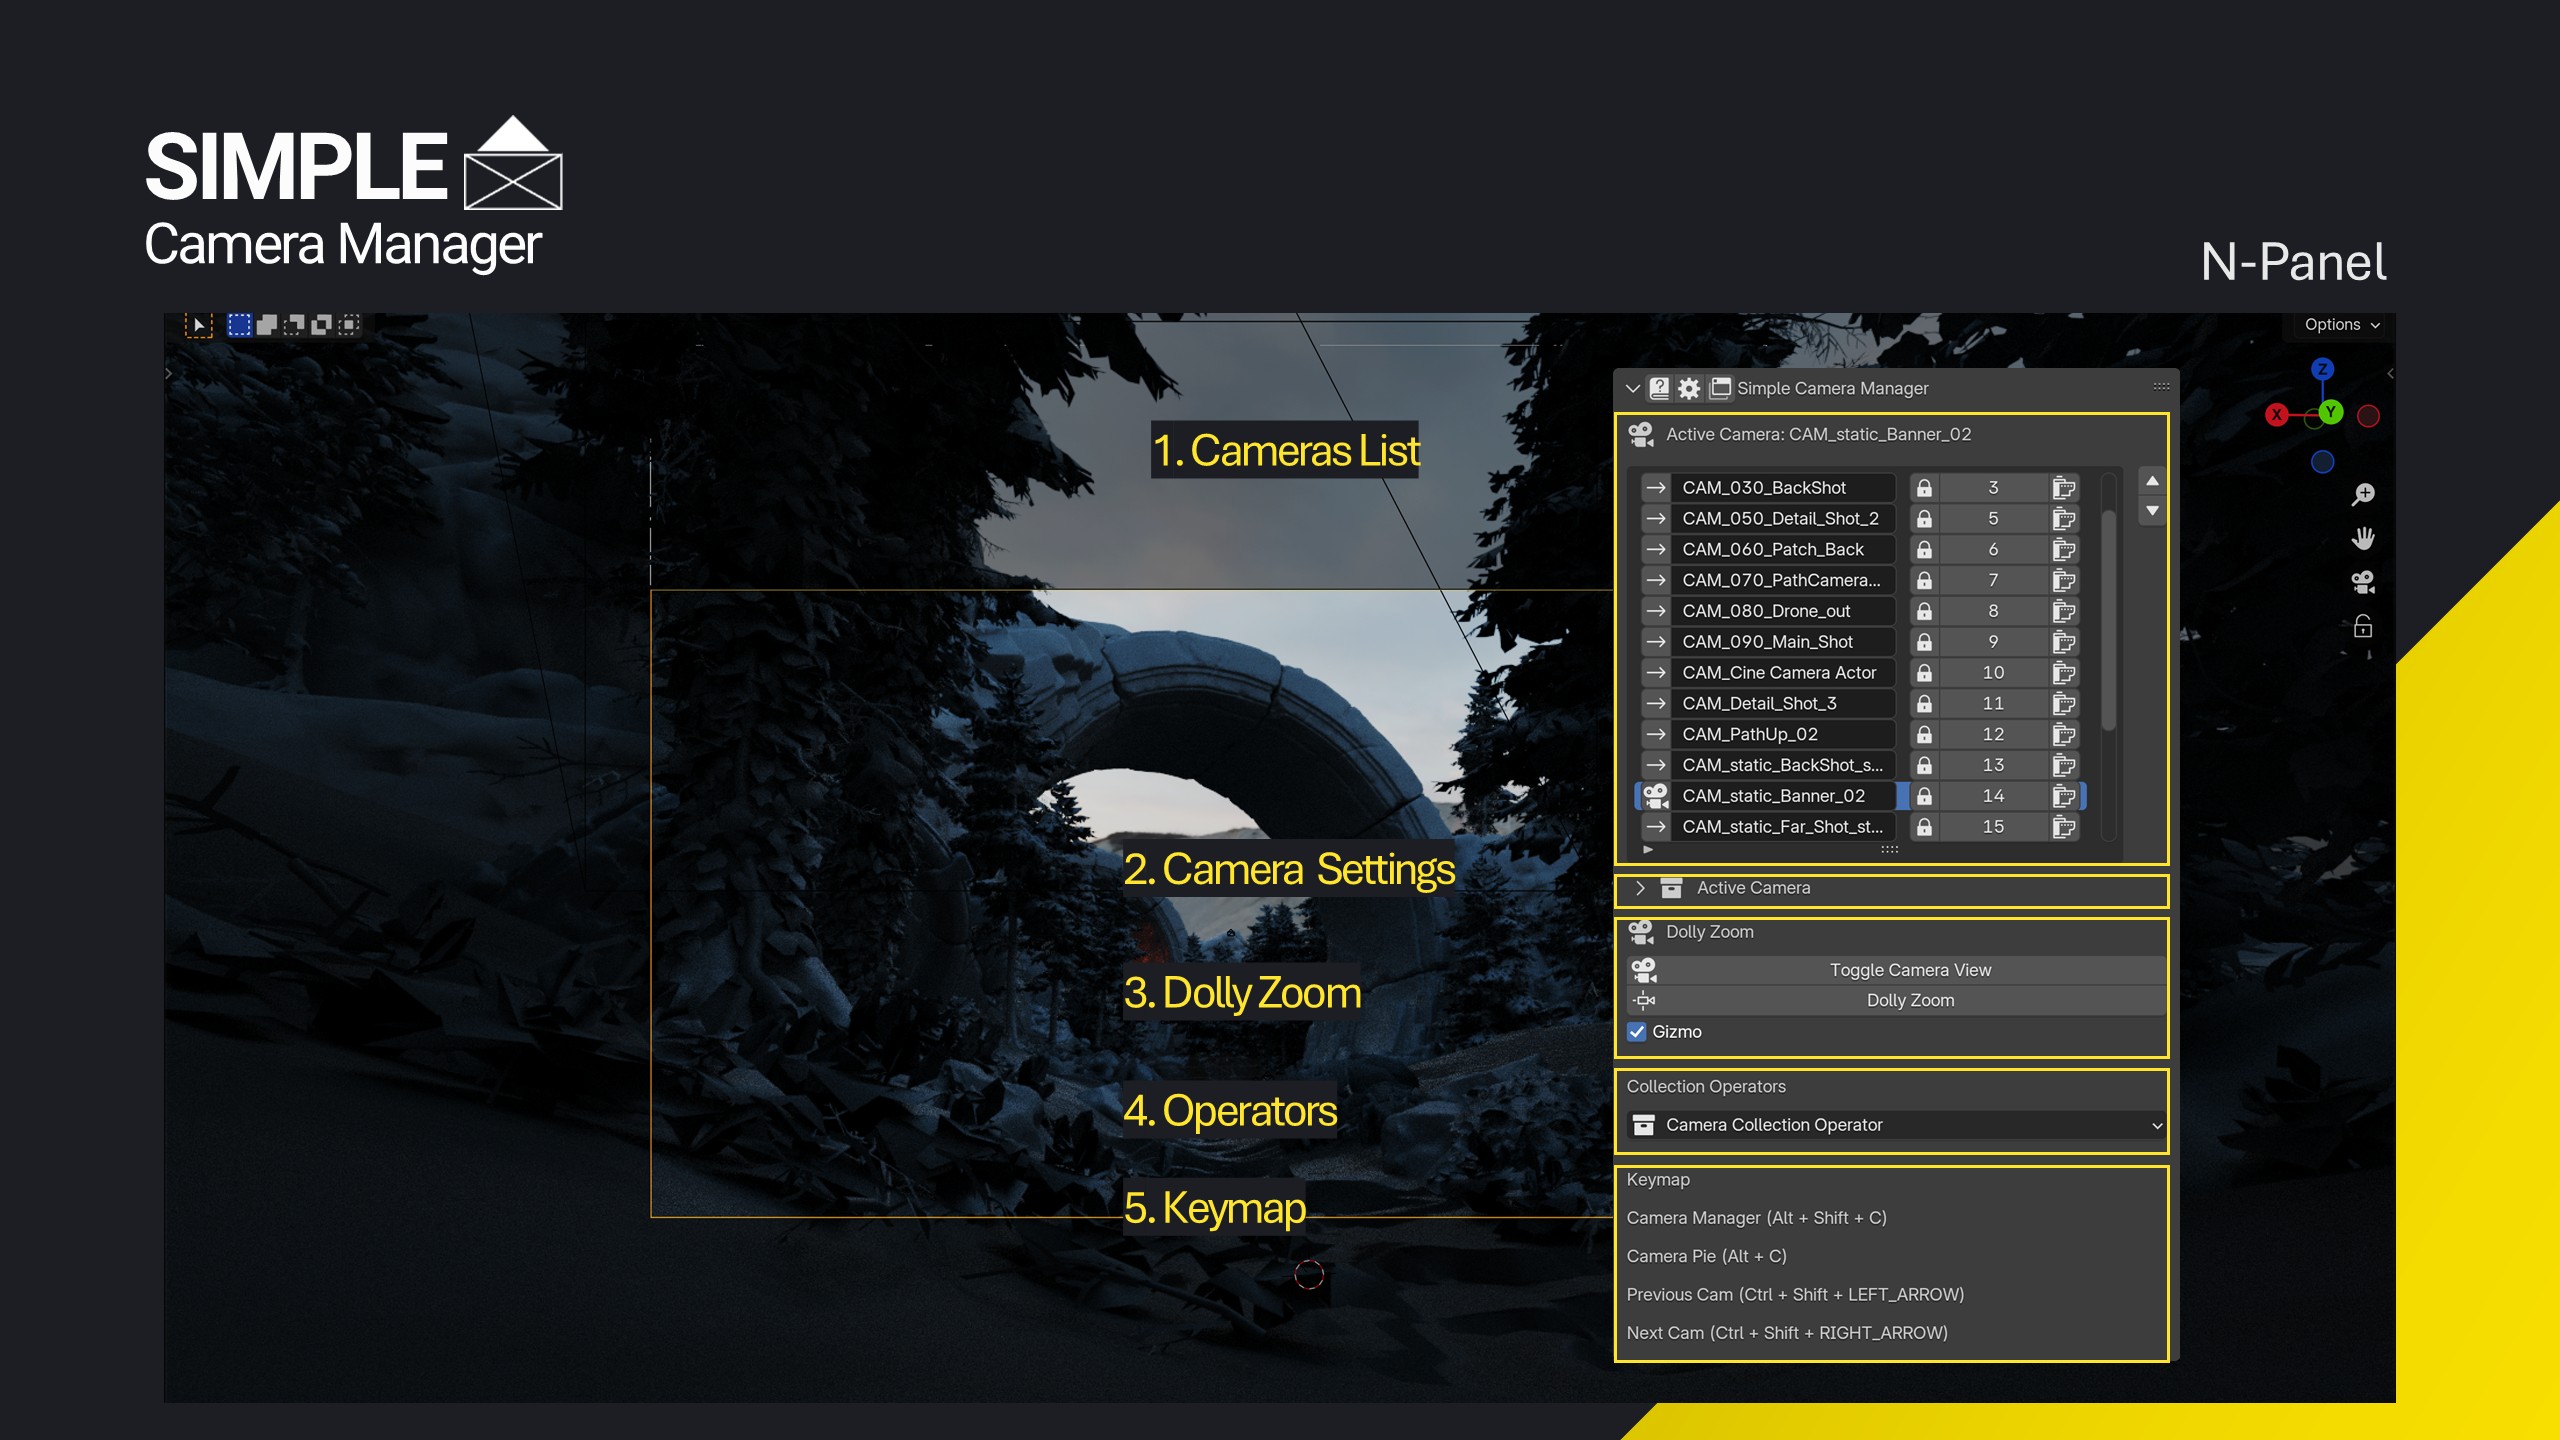 SIMPLE
Camera Manager
N-Panel
Options
Simple Camera Manager
Z
X
Y
1. Cameras List
Active Camera: CAM_static_Banner_02
CAM_030_BackShot 3
CAM_050_Detail_Shot_2 5
CAM_060_Patch_Back 6
CAM_070_PathCamera... 7
CAM_080_Drone_out 8
CAM_090_Main_Shot 9
CAM_Cine Camera Actor 10
CAM_Detail_Shot_3 11
CAM_PathUp_02 12
CAM_static_BackShot_s... 13
CAM_static_Banner_02 14
CAM_static_Far_Shot_st... 15
2. Camera Settings
Active Camera
3. Dolly Zoom
Dolly Zoom
Toggle Camera View
Dolly Zoom
Gizmo
4. Operators
Collection Operators
Camera Collection Operator
5. Keymap
Keymap
Camera Manager (Alt + Shift + C)
Camera Pie (Alt + C)
Previous Cam (Ctrl + Shift + LEFT_ARROW)
Next Cam (Ctrl + Shift + RIGHT_ARROW)